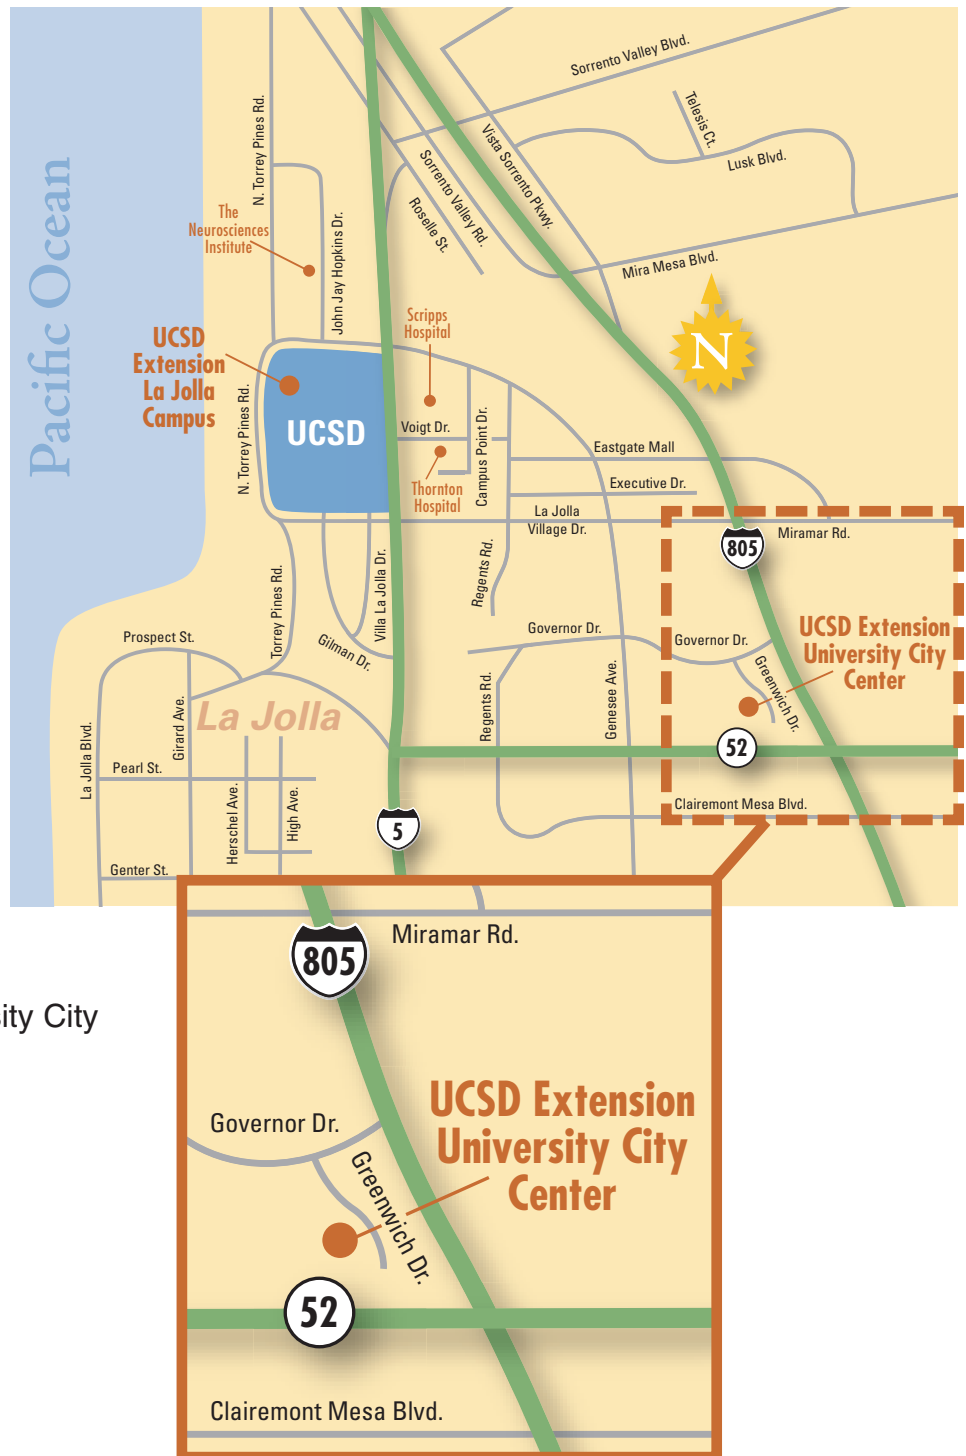 Sorrento Valley Blvd.
Telesis Ct.
N. Torrey Pines Rd.
Vista Sorrento Pkwy.
Lusk Blvd.
Pacific Ocean
Sorrento Valley Rd.
Roselle St.
The
Neurosciences
Institute
John Jay Hopkins Dr.
Mira Mesa Blvd.
Scripps
Hospital
N
UCSD
Extension
La Jolla
Campus
UCSD
N. Torrey Pines Rd.
Voigt Dr.
Campus Point Dr.
Eastgate Mall
Thornton
Hospital
Executive Dr.
La Jolla
Village Dr.
Miramar Rd.
805
Regents Rd.
Torrey Pines Rd.
Villa La Jolla Dr.
Gilman Dr.
Prospect St.
Governor Dr.
Governor Dr.
UCSD Extension
University City
Center
Greenwich Dr.
La Jolla Blvd.
Girard Ave.
La Jolla
Regents Rd.
Genesee Ave.
52
Pearl St.
Herschel Ave.
High Ave.
5
Clairemont Mesa Blvd.
Genter St.
Miramar Rd.
805
ity City
UCSD Extension
University City
Center
Governor Dr.
Greenwich Dr.
52
Clairemont Mesa Blvd.